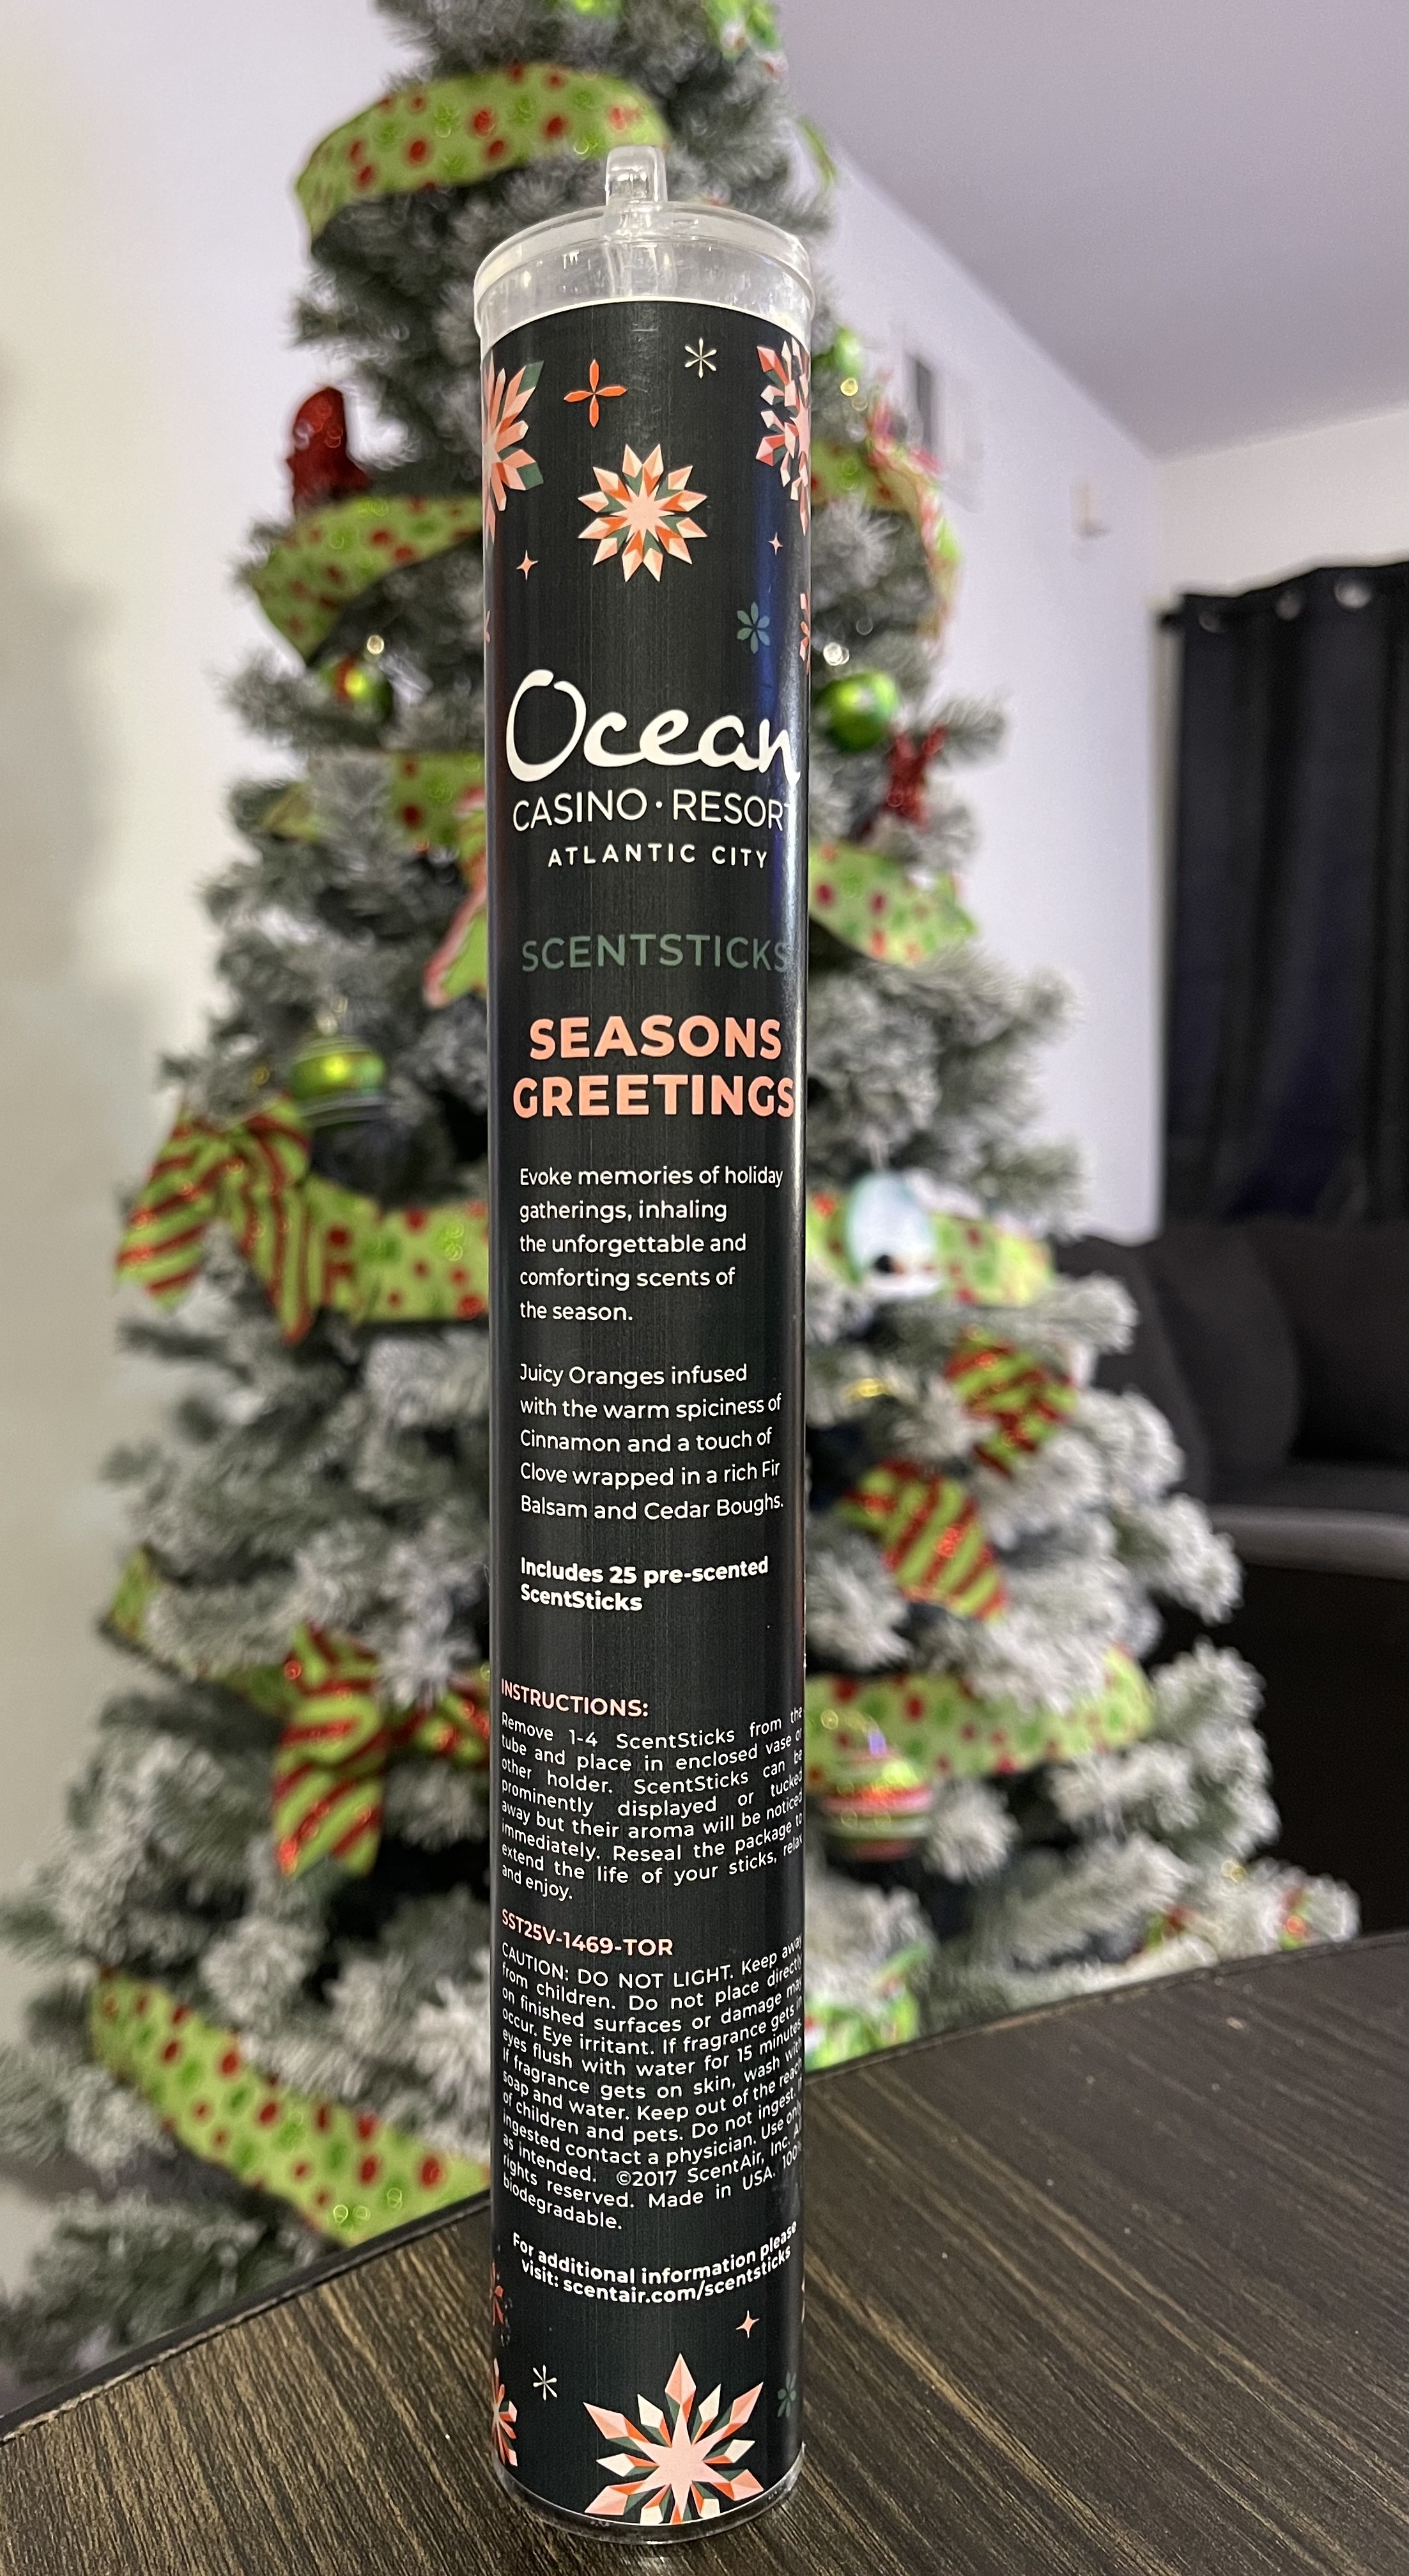 Ocean
CASINO · RESORT
ATLANTIC CITY
SCENTSTICKS
SEASONS
GREETINGS
Evoke memories of holiday
gatherings, inhaling
the unforgettable and
comforting scents of
the season.
Juicy Oranges infused
with the warm spiciness of
Cinnamon and a touch of
Clove wrapped in a rich Fir
Balsam and Cedar Boughs.
Includes 25 pre-scented
ScentSticks
INSTRUCTIONS:
Remove 1-4 ScentSticks from the
tube and place in enclosed vase or
other holder. ScentSticks can be
prominently displayed or tucked
away but their aroma will be noticed
immediately. Reseal the package to
extend the life of your sticks, relax
and enjoy.
SST25V-1469-TOR
CAUTION: DO NOT LIGHT. Keep away
from children. Do not place directly
on finished surfaces or damage may
occur. Eye irritant. If fragrance gets in
eyes flush with water for 15 minutes.
If fragrance gets on skin, wash with
soap and water. Keep out of the reach
of children and pets. Do not ingest. If
ingested contact a physician. Use only
as intended. ©2017 ScentAir, Inc. All
rights reserved. Made in USA. 100%
biodegradable.
For additional information please
visit: scentair.com/scentsticks